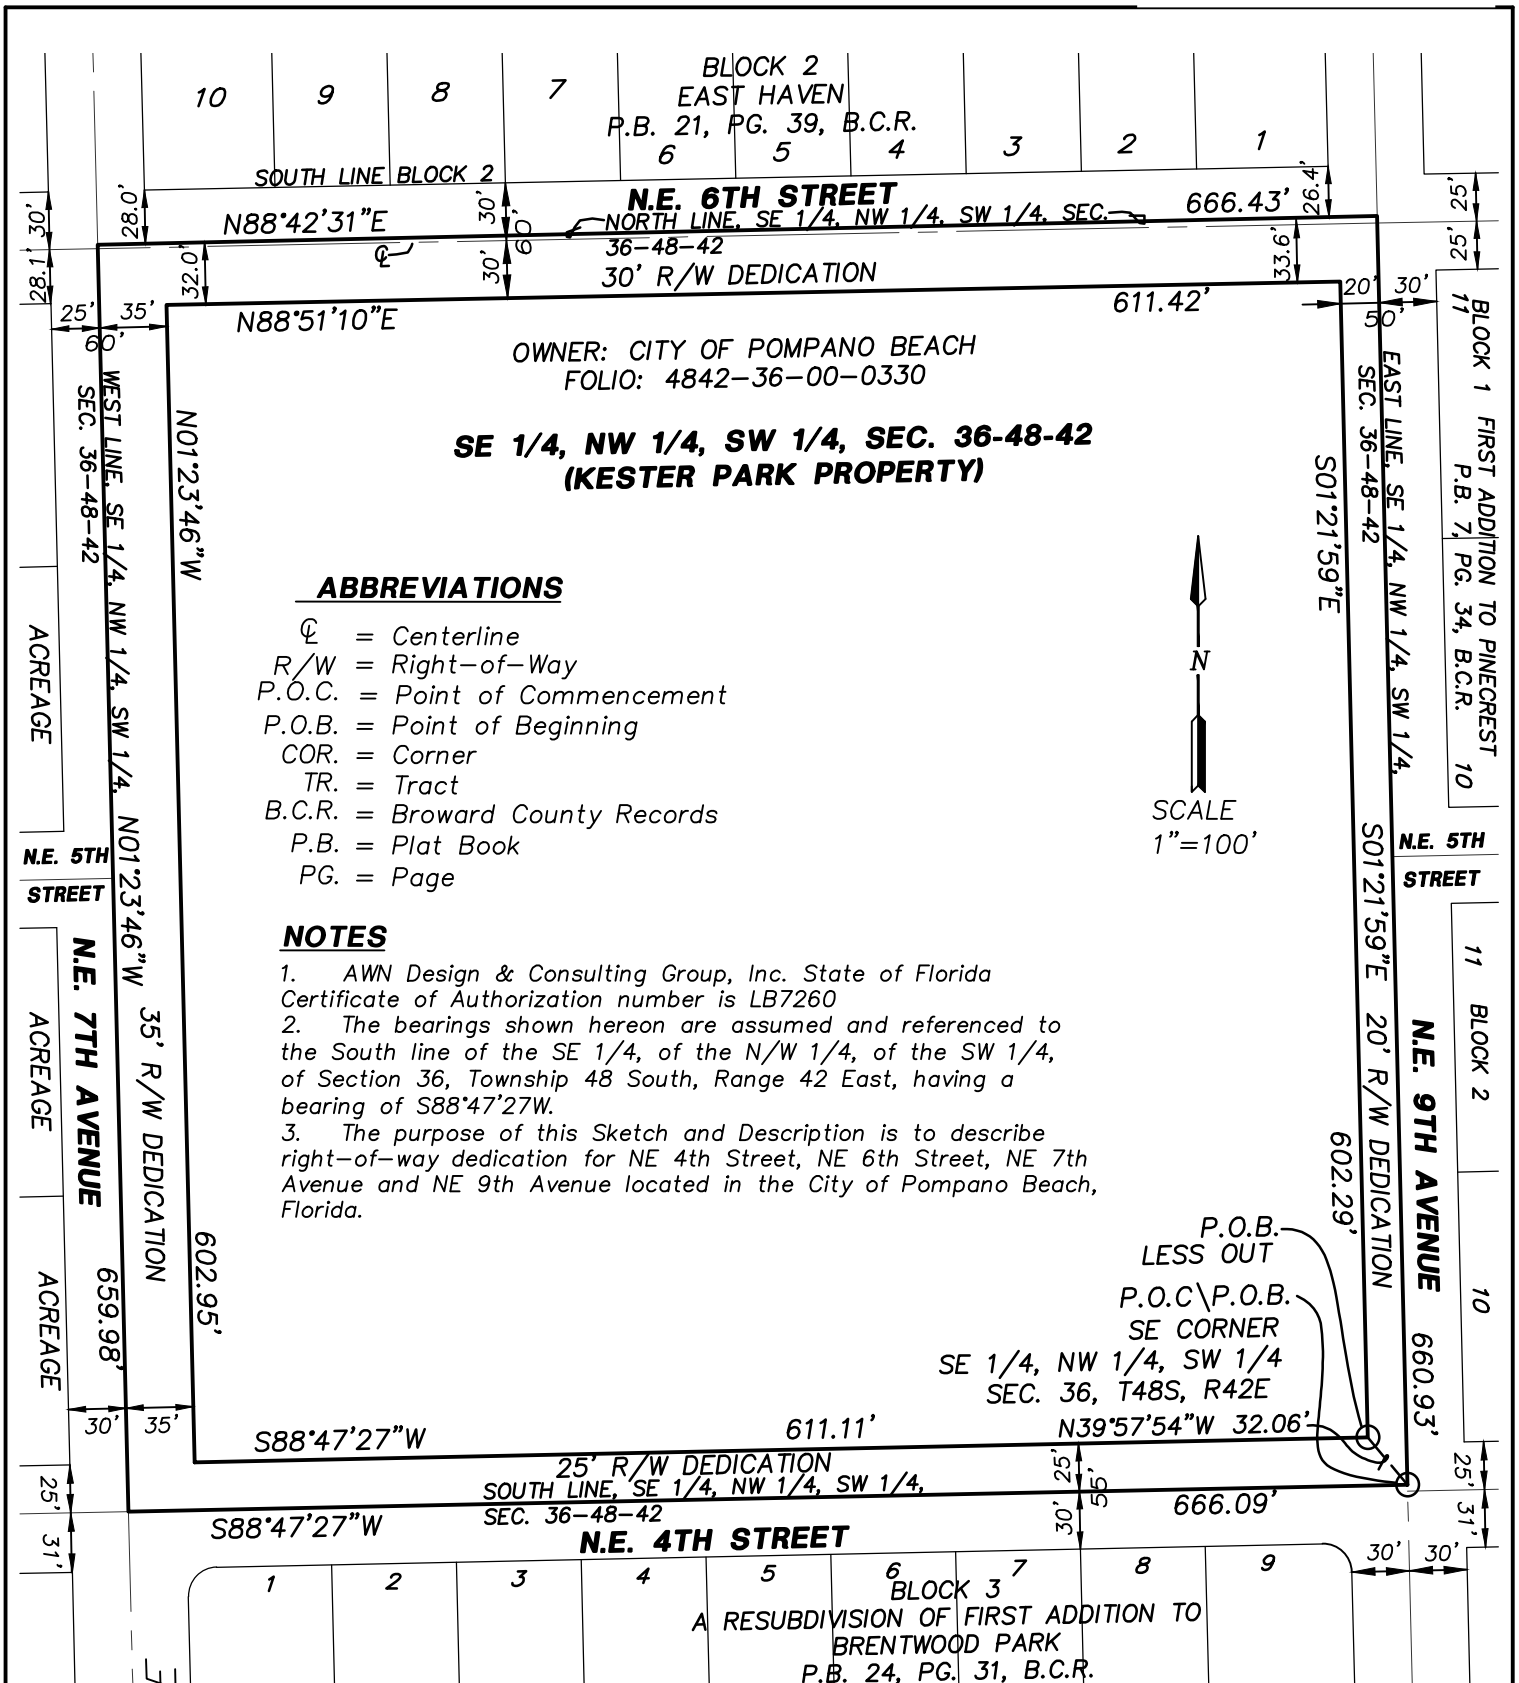 BLOCK 2
EAST HAVEN
P.B. 21, PG. 39, B.C.R.
10
9
8
7
6
5
4
3
2
1
SOUTH LINE BLOCK 2
N.E. 6TH STREET
N88°42'31"E
666.43'
NORTH LINE, SE 1/4, NW 1/4, SW 1/4, SEC.
36-48-42
30' R/W DEDICATION
30'
28.1'
28.0'
32.0'
30'
60'
30'
26.4'
33.6'
25'
25'
℄
25'
35'
60'
20'
30'
50'
N88°51'10"E
611.42'
OWNER: CITY OF POMPANO BEACH
FOLIO: 4842-36-00-0330
SE 1/4, NW 1/4, SW 1/4, SEC. 36-48-42
(KESTER PARK PROPERTY)
WEST LINE, SE 1/4, NW 1/4, SW 1/4,
SEC. 36-48-42
N01°23'46"W
N01°23'46"W
EAST LINE, SE 1/4, NW 1/4, SW 1/4,
SEC. 36-48-42
S01°21'59"E
S01°21'59"E
11
BLOCK 1 FIRST ADDITION TO PINECREST
P.B. 7, PG. 34, B.C.R.
10
ACREAGE
ABBREVIATIONS
℄ = Centerline
R/W = Right-of-Way
P.O.C. = Point of Commencement
P.O.B. = Point of Beginning
COR. = Corner
TR. = Tract
B.C.R. = Broward County Records
P.B. = Plat Book
PG. = Page
N
SCALE
1"=100'
N.E. 5TH
STREET
N.E. 5TH
STREET
NOTES
1. AWN Design & Consulting Group, Inc. State of Florida
Certificate of Authorization number is LB7260
2. The bearings shown hereon are assumed and referenced to
the South line of the SE 1/4, of the N/W 1/4, of the SW 1/4,
of Section 36, Township 48 South, Range 42 East, having a
bearing of S88°47'27W.
3. The purpose of this Sketch and Description is to describe
right-of-way dedication for NE 4th Street, NE 6th Street, NE 7th
Avenue and NE 9th Avenue located in the City of Pompano Beach,
Florida.
N.E. 7TH AVENUE
659.98'
35' R/W DEDICATION
602.95'
ACREAGE
ACREAGE
20' R/W DEDICATION
602.29'
N.E. 9TH AVENUE
660.93'
11
BLOCK 2
10
P.O.B.
LESS OUT
P.O.C\P.O.B.
SE CORNER
SE 1/4, NW 1/4, SW 1/4
SEC. 36, T48S, R42E
N39°57'54"W 32.06'
30'
35'
S88°47'27"W
611.11'
25' R/W DEDICATION
SOUTH LINE, SE 1/4, NW 1/4, SW 1/4,
SEC. 36-48-42
S88°47'27"W
666.09'
N.E. 4TH STREET
25'
31'
25'
55'
30'
25'
31'
30'
30'
1
2
3
4
5
6
7
8
9
BLOCK 3
A RESUBDIVISION OF FIRST ADDITION TO
BRENTWOOD PARK
P.B. 24, PG. 31, B.C.R.